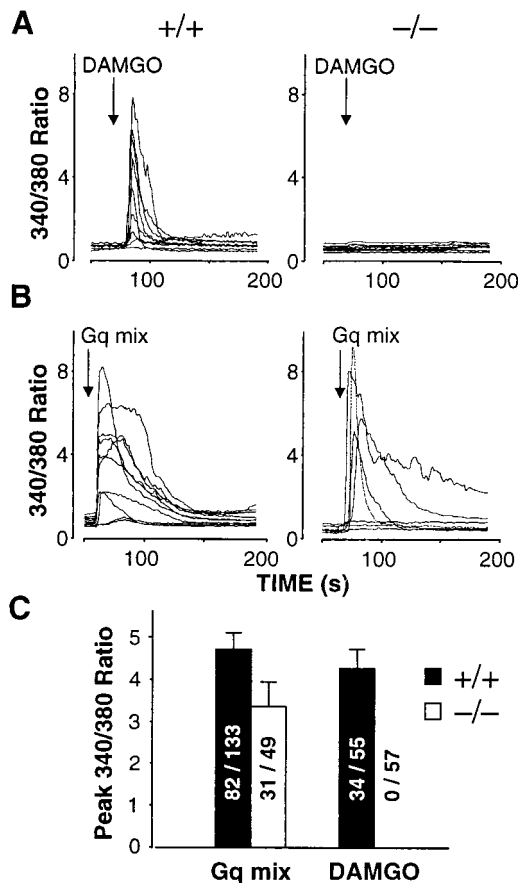 A
+/+
−/−
DAMGO
DAMGO
340/380 Ratio
8
4
0
100
200
8
4
0
100
200
B
Gq mix
Gq mix
340/380 Ratio
8
4
0
100
200
8
4
0
100
200
TIME (s)
C
Peak 340/380 Ratio
5
4
3
2
1
0
82 / 133
31 / 49
34 / 55
0 / 57
+/+
−/−
Gq mix
DAMGO